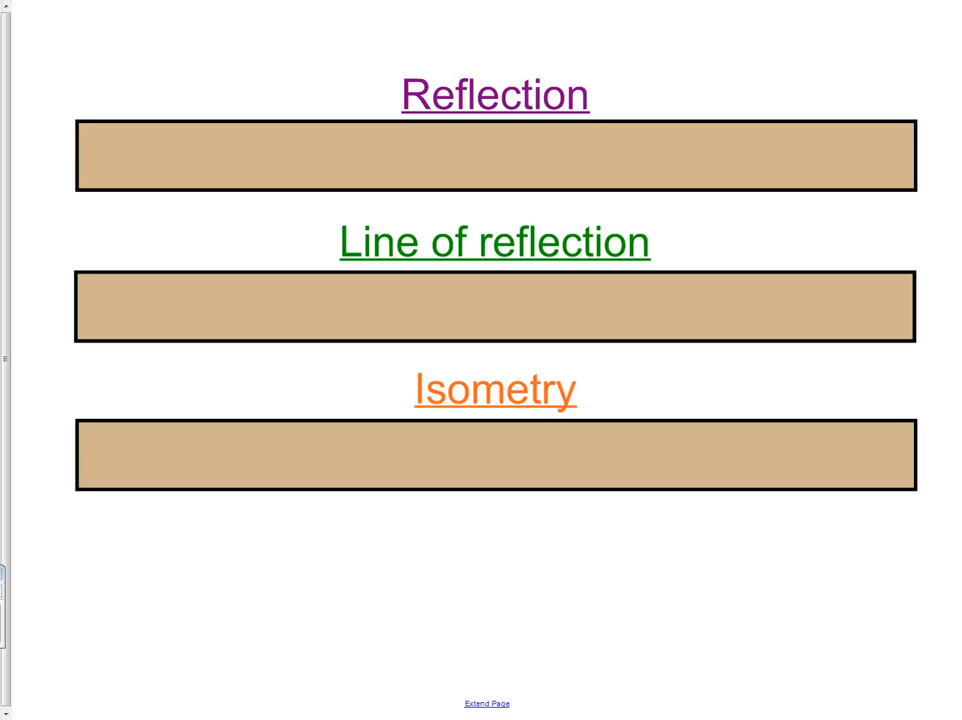 Reflection
Line of reflection
Isometry
Extend Page